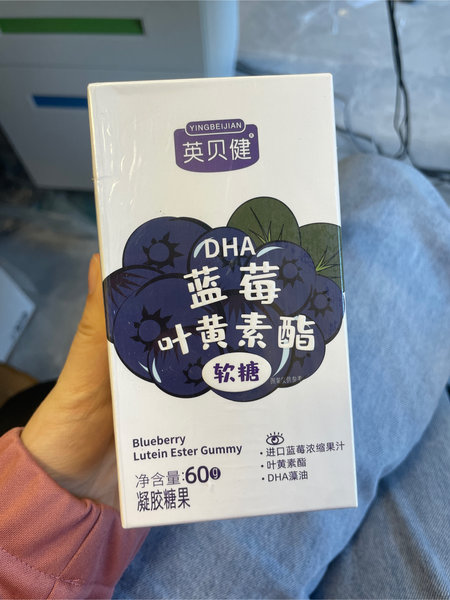 YINGBEIJIAN
英贝健®
DHA
蓝莓
叶黄素酯
软糖
Blueberry
Lutein Ester Gummy
净含量:60g
凝胶糖果
·进口蓝莓浓缩果汁
·叶黄素酯
·DHA藻油